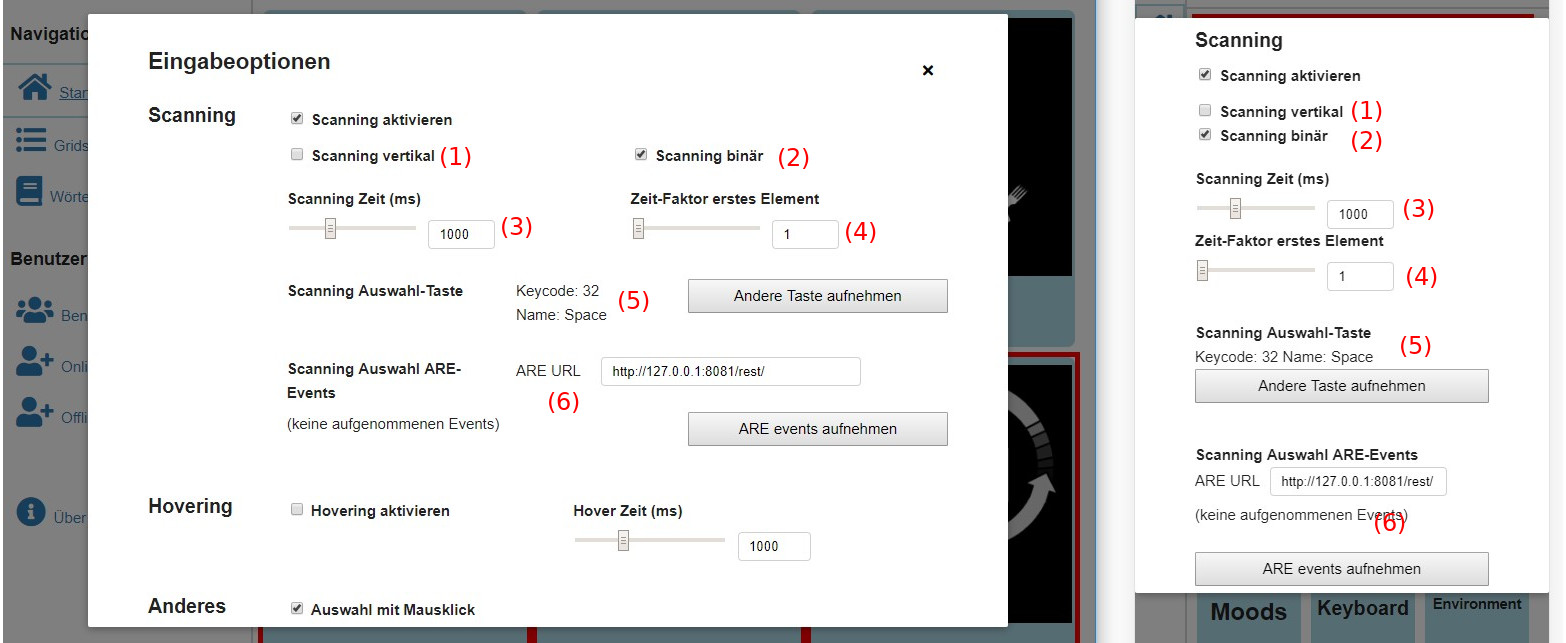 Navigatio
Star
Grids
Wörte
Benutzer
Ben
Onli
Offli
Über
Eingabeoptionen
×
Scanning
Scanning aktivieren
Scanning vertikal (1)
Scanning binär (2)
Scanning Zeit (ms)
1000 (3)
Zeit-Faktor erstes Element
1 (4)
Scanning Auswahl-Taste
Keycode: 32
Name: Space
(5)
Andere Taste aufnehmen
Scanning Auswahl ARE-
Events
(keine aufgenommenen Events)
ARE URL
http://127.0.0.1:8081/rest/
(6)
ARE events aufnehmen
Hovering
Hovering aktivieren
Hover Zeit (ms)
1000
Anderes
Auswahl mit Mausklick
Scanning
Scanning aktivieren
Scanning vertikal (1)
Scanning binär (2)
Scanning Zeit (ms)
1000 (3)
Zeit-Faktor erstes Element
1 (4)
Scanning Auswahl-Taste
Keycode: 32 Name: Space
(5)
Andere Taste aufnehmen
Scanning Auswahl ARE-Events
ARE URL http://127.0.0.1:8081/rest/
(keine aufgenommenen Events)
(6)
ARE events aufnehmen
Moods
Keyboard
Environment